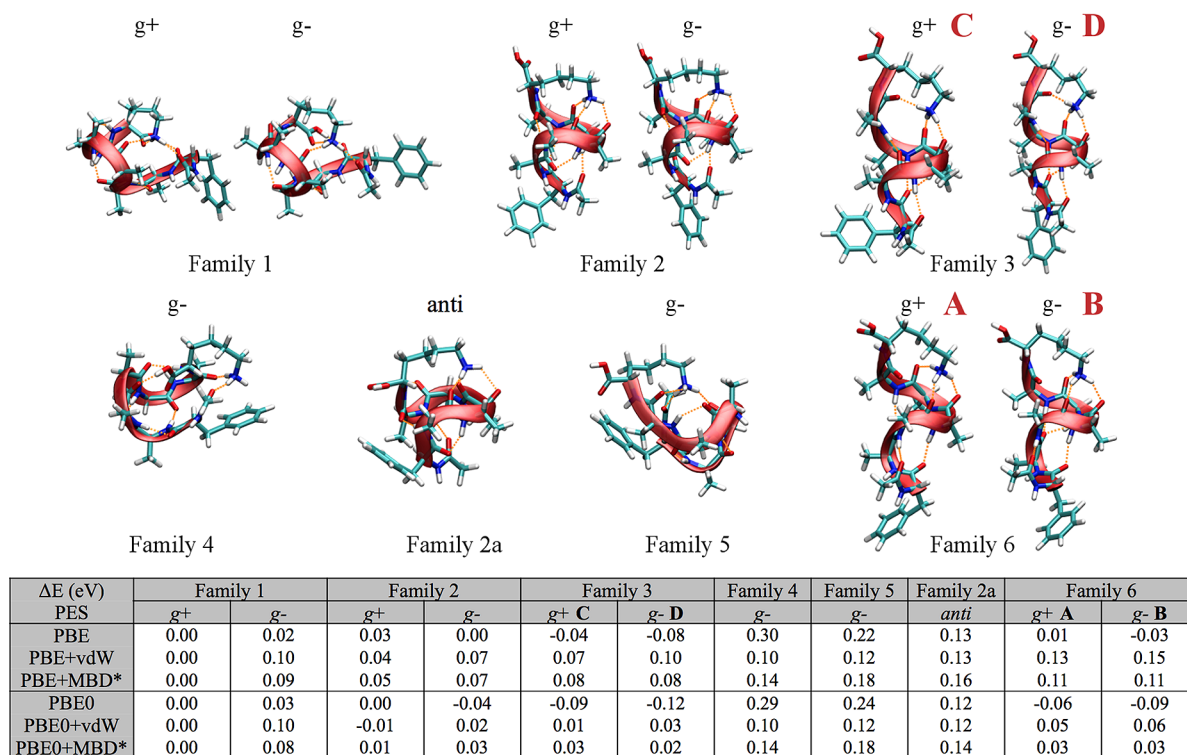 g+ g- g+ g- g+ C g- D
Family 1 Family 2 Family 3
g- anti g- g+ A g- B
Family 4 Family 2a Family 5 Family 6
ΔE (eV) Family 1 Family 2 Family 3 Family 4 Family 5 Family 2a Family 6
PES g+ g- g+ g- g+ C g- D g- g- anti g+ A g- B
PBE 0.00 0.02 0.03 0.00 -0.04 -0.08 0.30 0.22 0.13 0.01 -0.03
PBE+vdW 0.00 0.10 0.04 0.07 0.07 0.10 0.10 0.12 0.13 0.13 0.15
PBE+MBD* 0.00 0.09 0.05 0.07 0.08 0.08 0.14 0.18 0.16 0.11 0.11
PBE0 0.00 0.03 0.00 -0.04 -0.09 -0.12 0.29 0.24 0.12 -0.06 -0.09
PBE0+vdW 0.00 0.10 -0.01 0.02 0.01 0.03 0.10 0.12 0.12 0.05 0.06
PBE0+MBD* 0.00 0.08 0.01 0.03 0.03 0.02 0.14 0.18 0.14 0.03 0.03